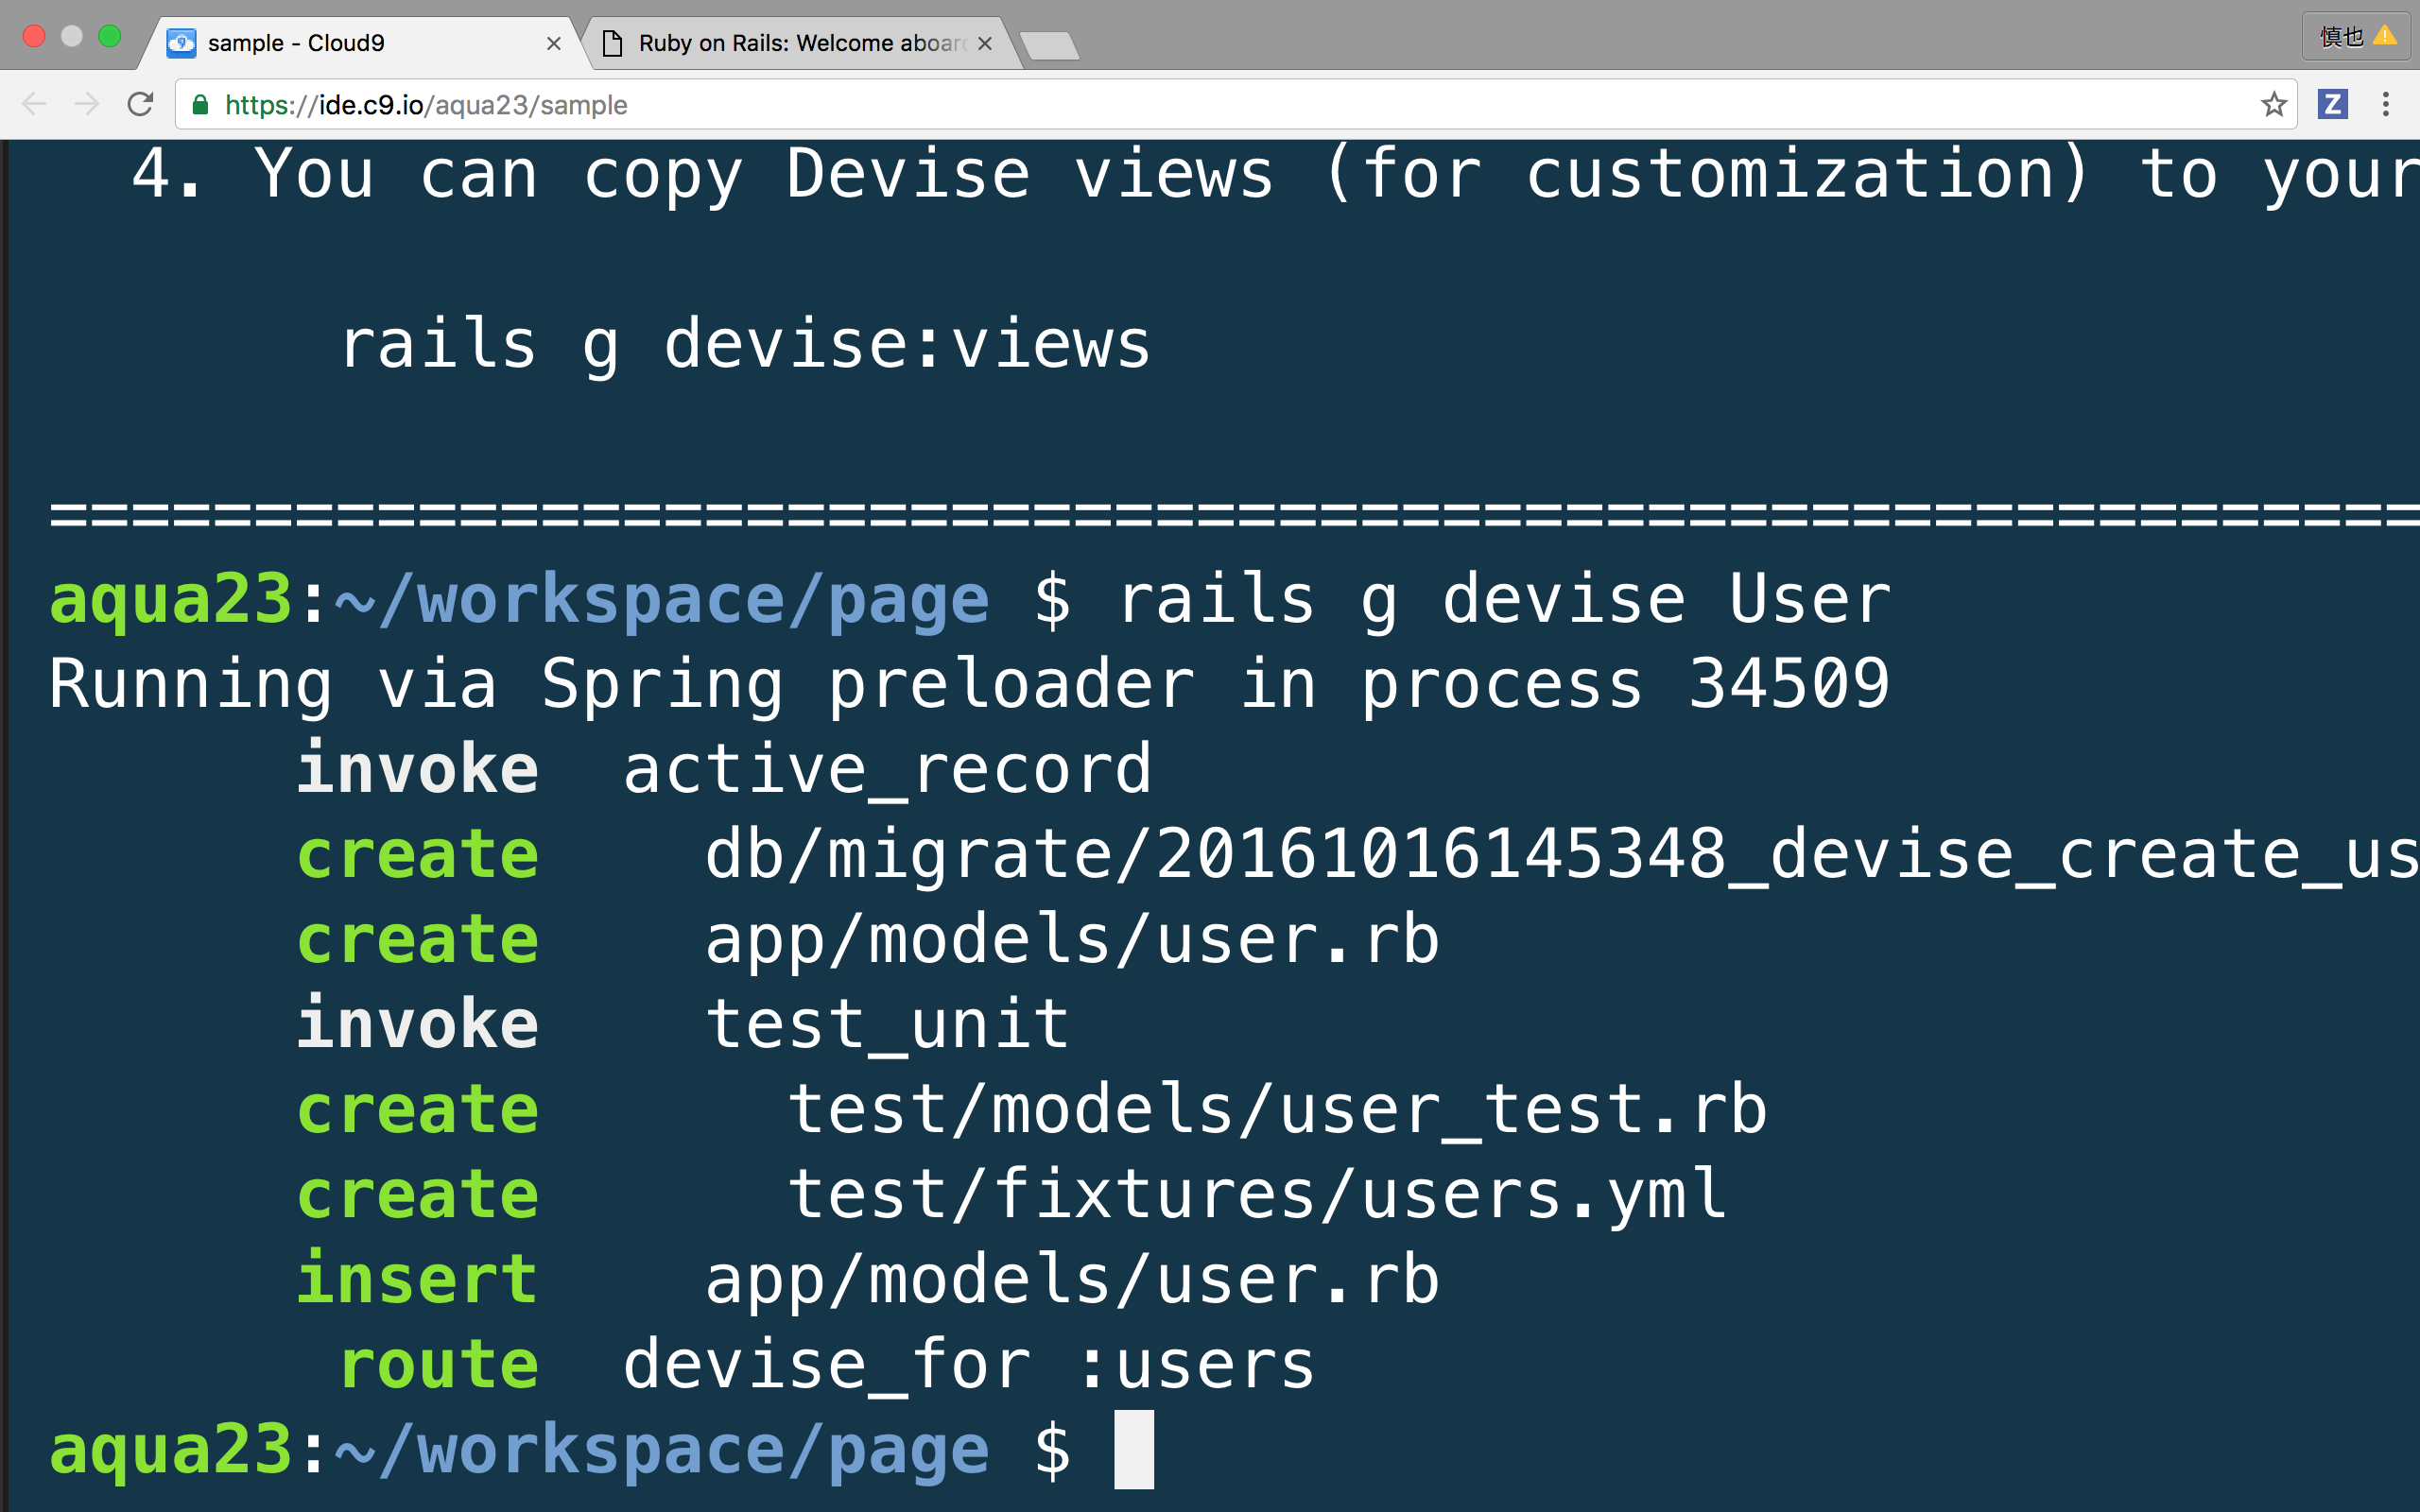 sample - Cloud9
Ruby on Rails: Welcome aboard
慎也
https://ide.c9.io/aqua23/sample
Z
4. You can copy Devise views (for customization) to your
rails g devise:views
==========================================================
aqua23:~/workspace/page $ rails g devise User
Running via Spring preloader in process 34509
invoke active_record
create db/migrate/20161016145348_devise_create_us
create app/models/user.rb
invoke test_unit
create test/models/user_test.rb
create test/fixtures/users.yml
insert app/models/user.rb
route devise_for :users
aqua23:~/workspace/page $